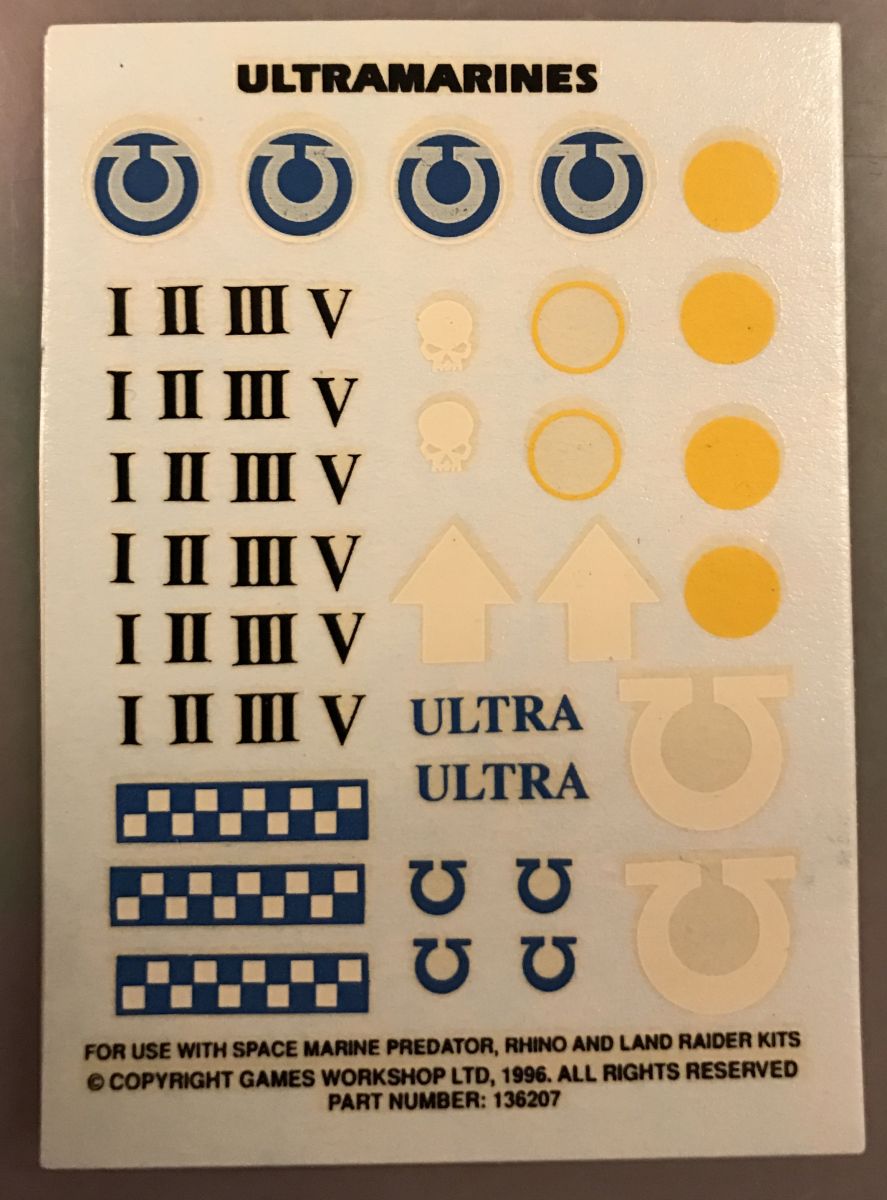 ULTRAMARINES
I II III V
I II III V
I II III V
I II III V
I II III V
I II III V
ULTRA
ULTRA
FOR USE WITH SPACE MARINE PREDATOR, RHINO AND LAND RAIDER KITS
© COPYRIGHT GAMES WORKSHOP LTD, 1996. ALL RIGHTS RESERVED
PART NUMBER: 136207